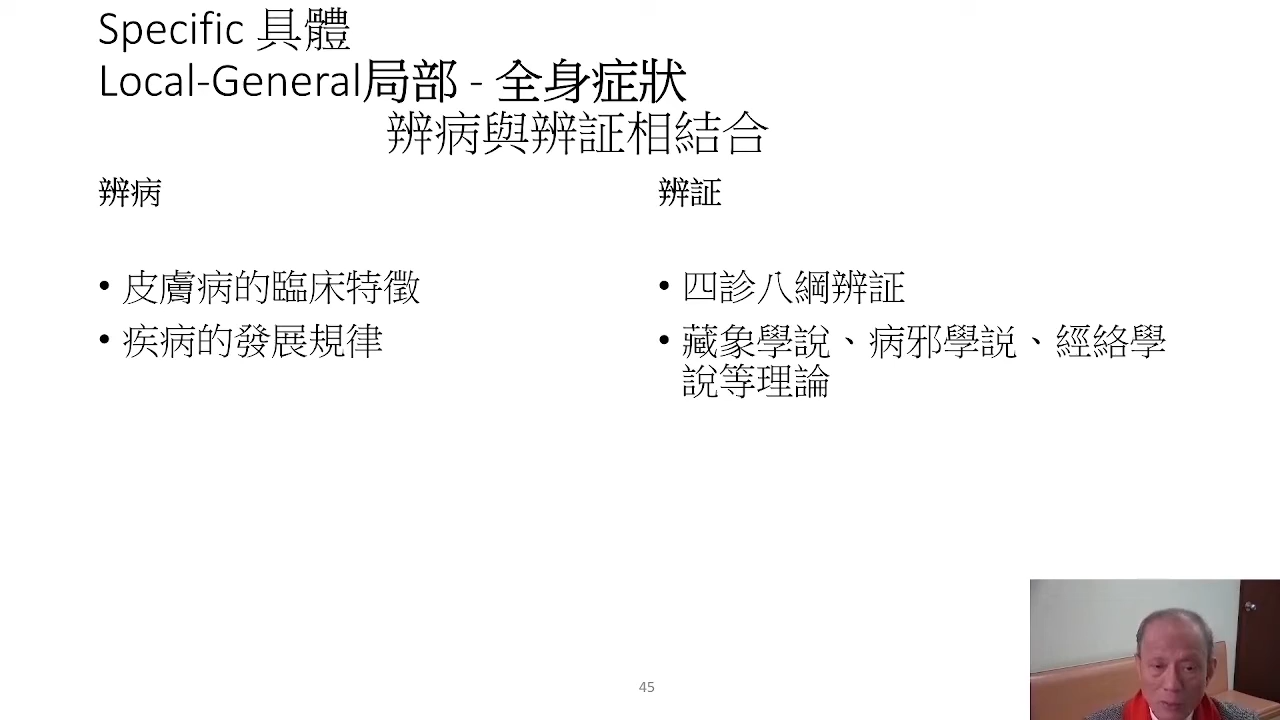 Specific 具體
Local-General局部 - 全身症狀
辨病與辨証相結合
辨病
• 皮膚病的臨床特徵
• 疾病的發展規律
辨証
• 四診八綱辨証
• 藏象學說、病邪學説、經絡學
說等理論
45